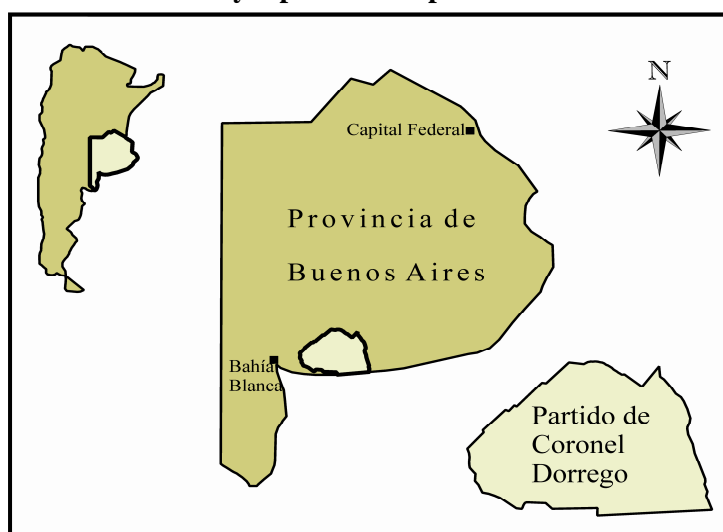 N
Capital Federal
Provincia de
Buenos Aires
Bahía
Blanca
Partido de
Coronel
Dorrego